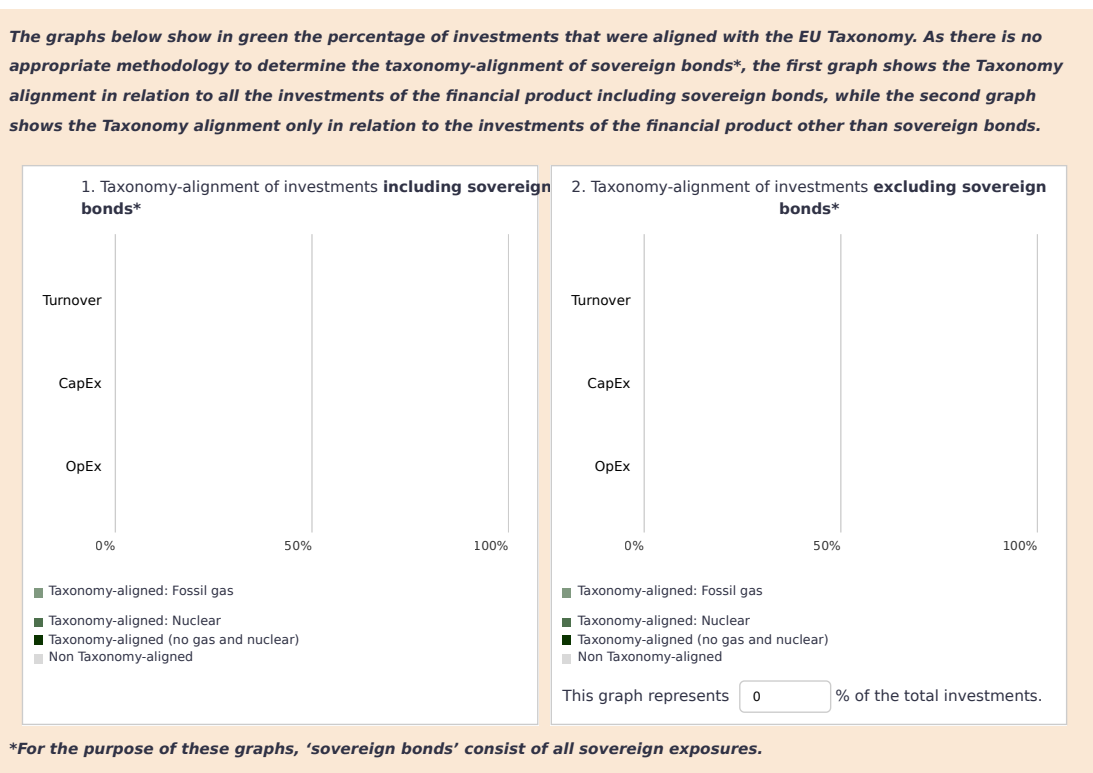 The graphs below show in green the percentage of investments that were aligned with the EU Taxonomy. As there is no
appropriate methodology to determine the taxonomy-alignment of sovereign bonds*, the first graph shows the Taxonomy
alignment in relation to all the investments of the financial product including sovereign bonds, while the second graph
shows the Taxonomy alignment only in relation to the investments of the financial product other than sovereign bonds.
1. Taxonomy-alignment of investments including sovereign
bonds*
Turnover
CapEx
OpEx
0% 50% 100%
Taxonomy-aligned: Fossil gas
Taxonomy-aligned: Nuclear
Taxonomy-aligned (no gas and nuclear)
Non Taxonomy-aligned
2. Taxonomy-alignment of investments excluding sovereign
bonds*
Turnover
CapEx
OpEx
0% 50% 100%
Taxonomy-aligned: Fossil gas
Taxonomy-aligned: Nuclear
Taxonomy-aligned (no gas and nuclear)
Non Taxonomy-aligned
This graph represents 0 % of the total investments.
*For the purpose of these graphs, ‘sovereign bonds’ consist of all sovereign exposures.